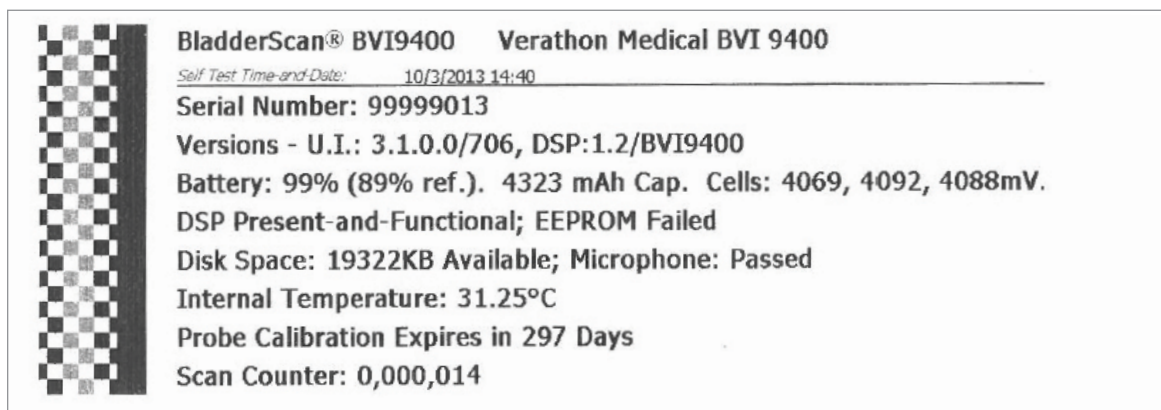 BladderScan® BVI9400 Verathon Medical BVI 9400
Self Test Time-and-Date: 10/3/2013 14:40
Serial Number: 99999013
Versions - U.I.: 3.1.0.0/706, DSP:1.2/BVI9400
Battery: 99% (89% ref.). 4323 mAh Cap. Cells: 4069, 4092, 4088mV.
DSP Present-and-Functional; EEPROM Failed
Disk Space: 19322KB Available; Microphone: Passed
Internal Temperature: 31.25°C
Probe Calibration Expires in 297 Days
Scan Counter: 0,000,014